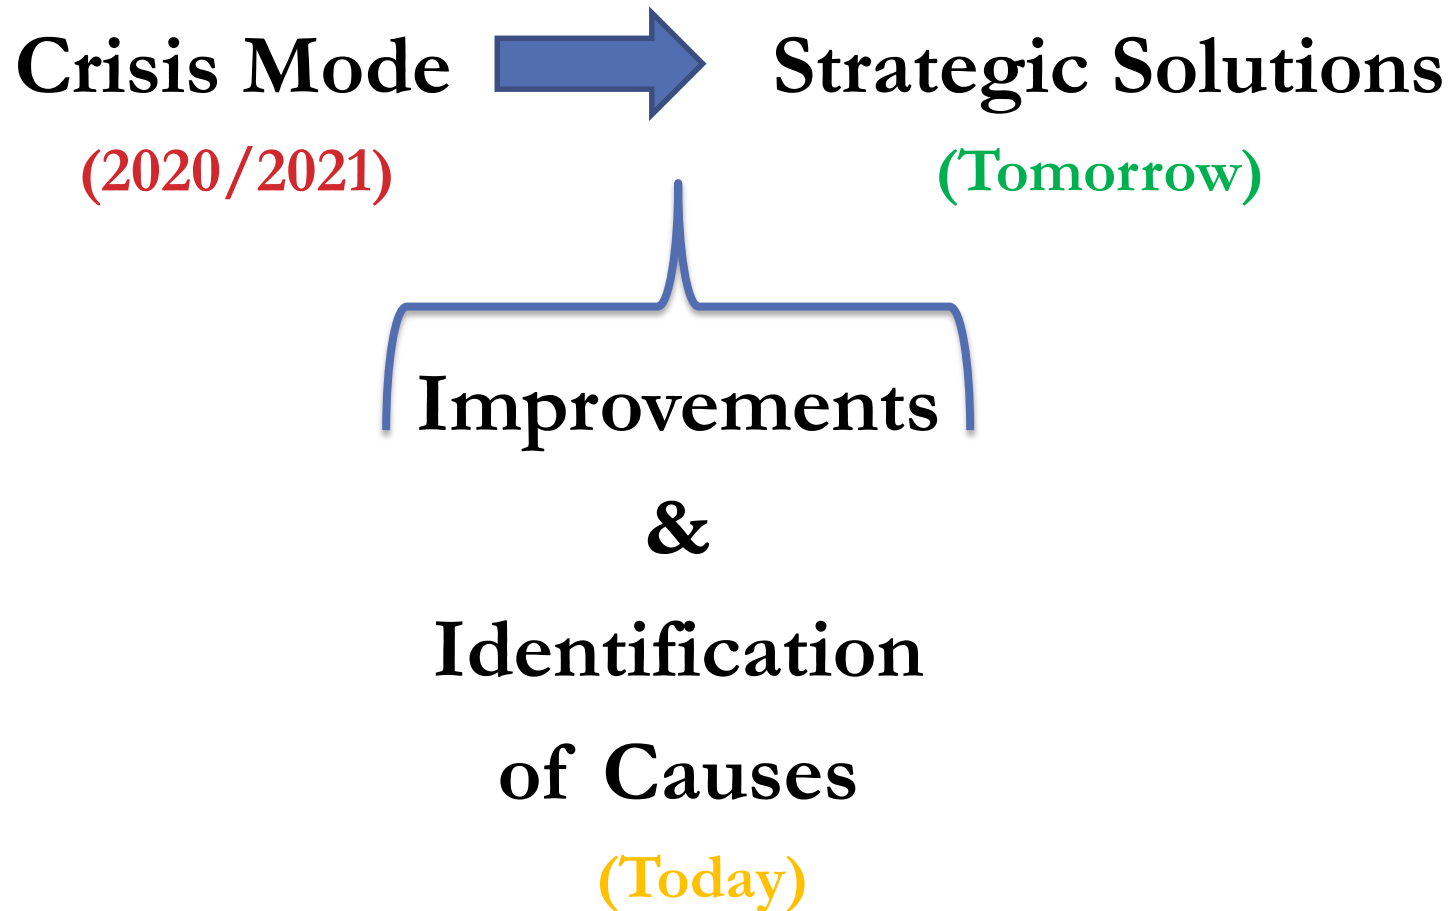 Crisis Mode
Strategic Solutions
(2020/2021)
(Tomorrow)
Improvements
&
Identification
of Causes
(Today)